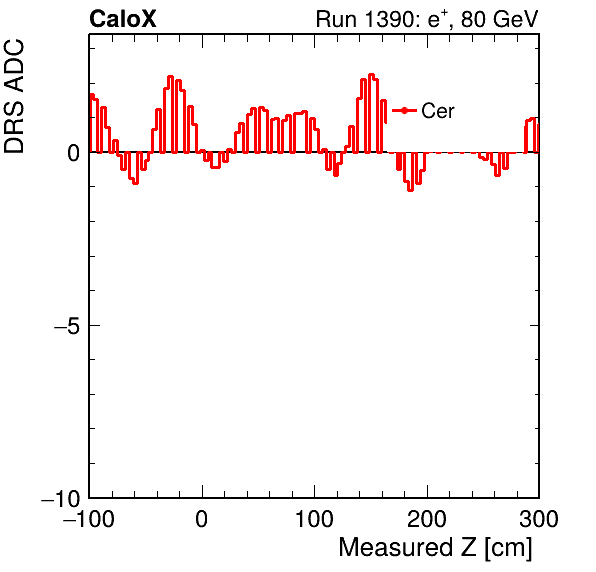 CaloX
Run 1390: e⁺, 80 GeV
DRS ADC
Cer
0
−5
−10
−100 0 100 200 300
Measured Z [cm]